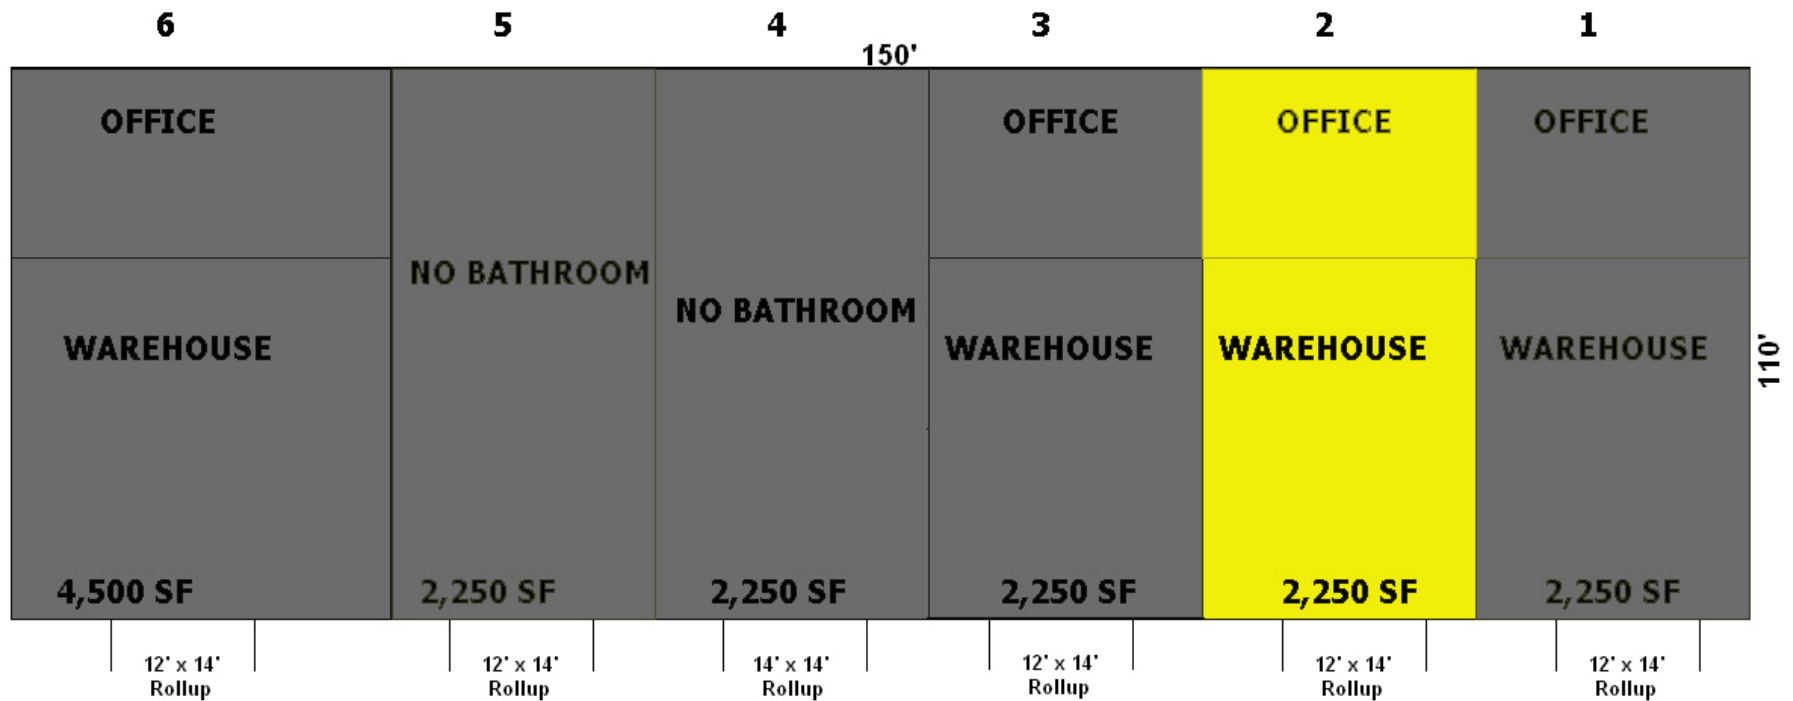 6 5 4 3 2 1
150'
OFFICE OFFICE OFFICE OFFICE
NO BATHROOM
NO BATHROOM
WAREHOUSE WAREHOUSE WAREHOUSE WAREHOUSE
110'
4,500 SF 2,250 SF 2,250 SF 2,250 SF 2,250 SF 2,250 SF
12' x 14' 12' x 14' 14' x 14' 12' x 14' 12' x 14' 12' x 14'
Rollup Rollup Rollup Rollup Rollup Rollup